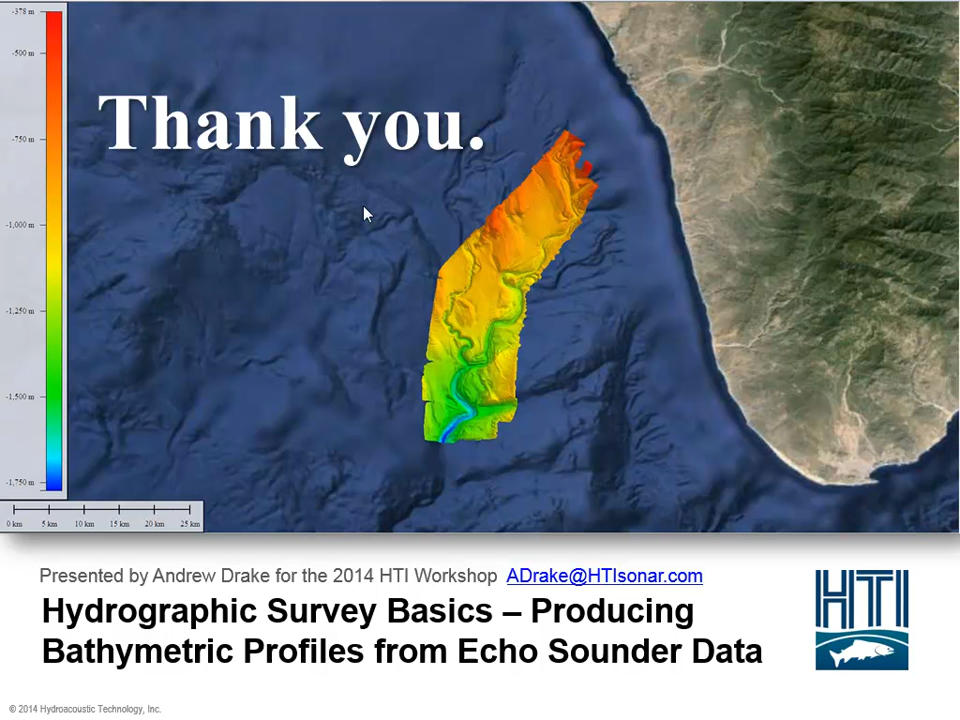 -378 m
-500 m
-750 m
-1,000 m
-1,250 m
-1,500 m
-1,750 m
Thank you.
0 km 5 km 10 km 15 km 20 km 25 km
Presented by Andrew Drake for the 2014 HTI Workshop ADrake@HTIsonar.com
Hydrographic Survey Basics – Producing
Bathymetric Profiles from Echo Sounder Data
HTI
© 2014 Hydroacoustic Technology, Inc.